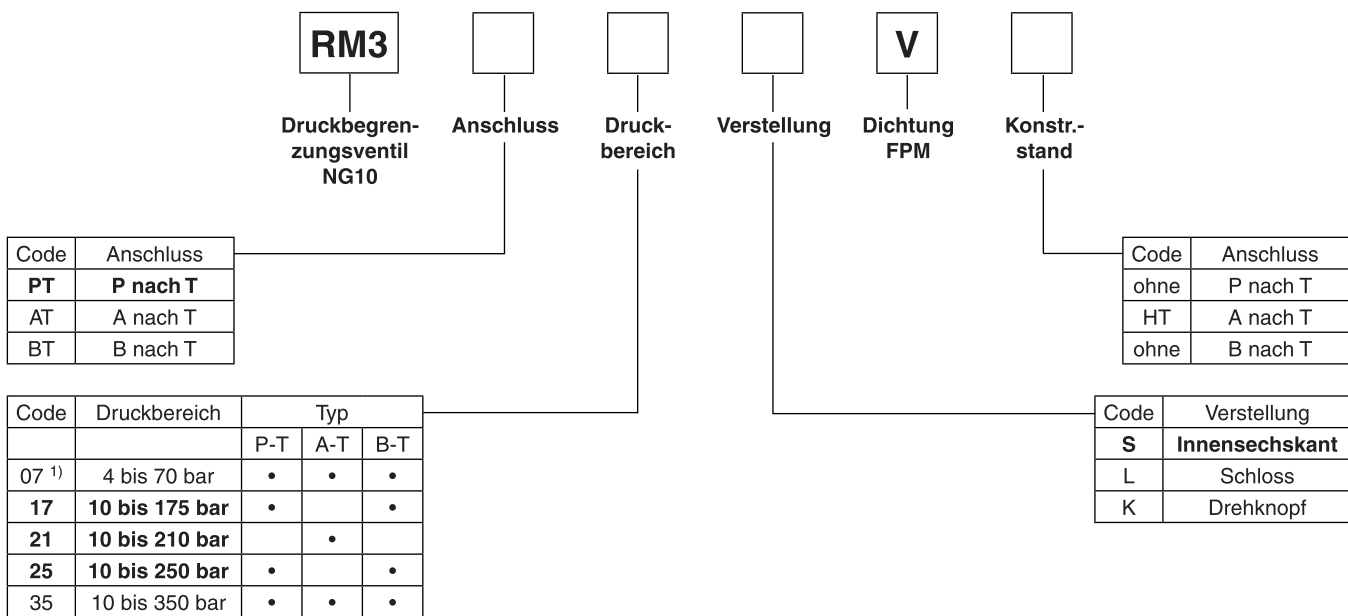 RM3 V
Druckbegren-
zungsventil
NG10
Anschluss
Druck-
bereich
Verstellung
Dichtung
FPM
Konstr.-
stand
Code Anschluss
PT P nach T
AT A nach T
BT B nach T
Code Anschluss
ohne P nach T
HT A nach T
ohne B nach T
Code Druckbereich Typ
P-T A-T B-T
07 1) 4 bis 70 bar • • •
17 10 bis 175 bar • •
21 10 bis 210 bar •
25 10 bis 250 bar • •
35 10 bis 350 bar • • •
Code Verstellung
S Innensechskant
L Schloss
K Drehknopf